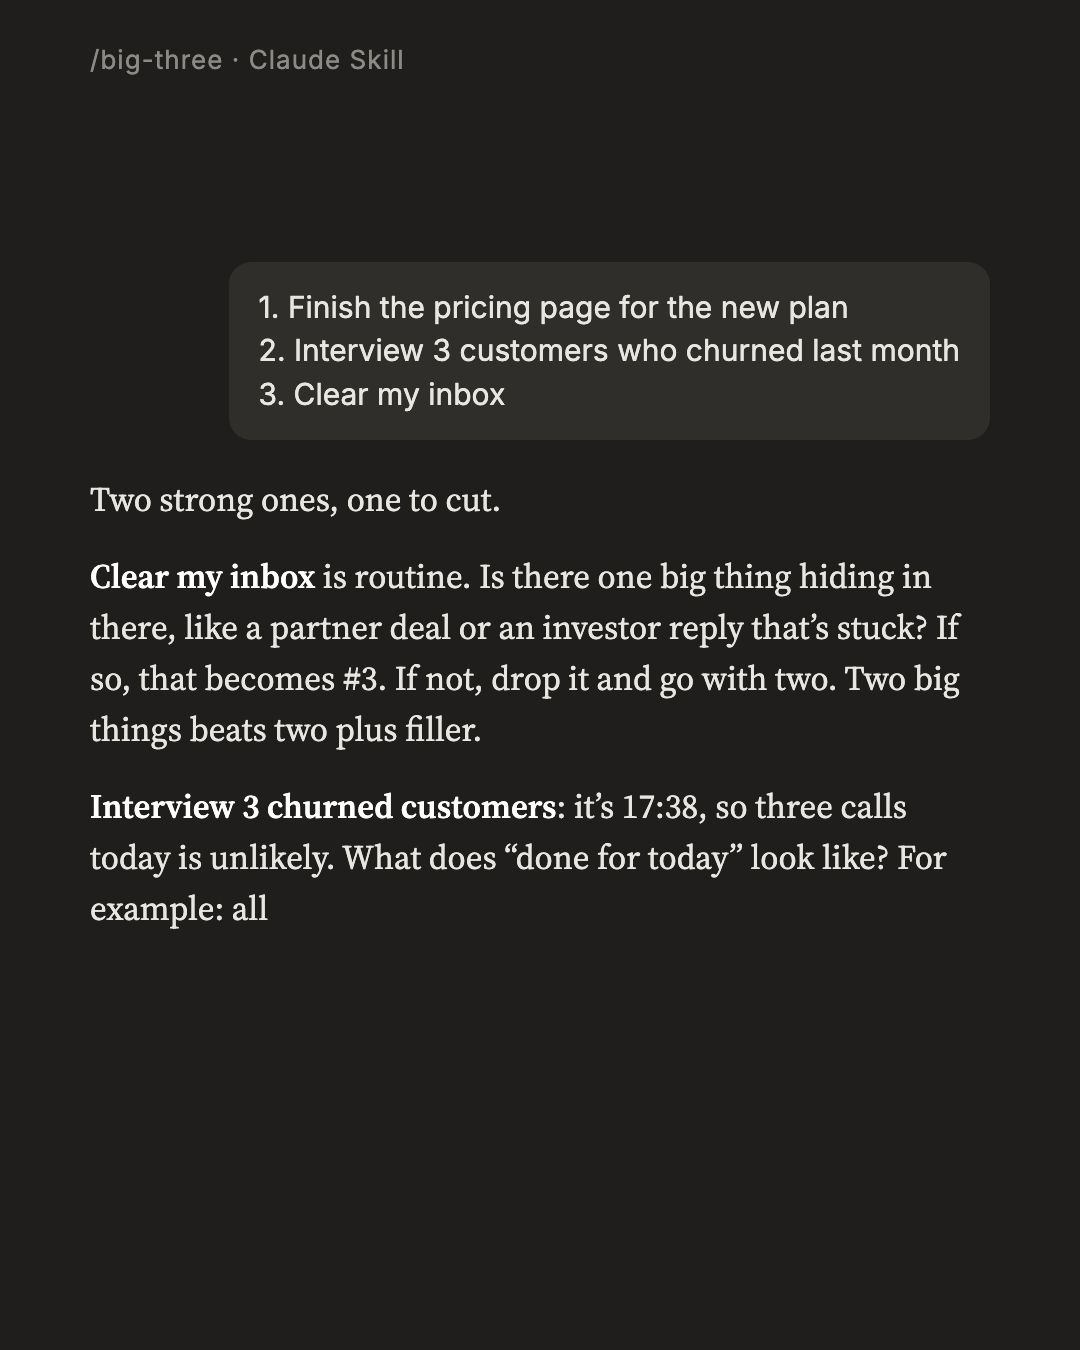 /big-three · Claude Skill
1. Finish the pricing page for the new plan
2. Interview 3 customers who churned last month
3. Clear my inbox
Two strong ones, one to cut.
Clear my inbox is routine. Is there one big thing hiding in
there, like a partner deal or an investor reply that’s stuck? If
so, that becomes #3. If not, drop it and go with two. Two big
things beats two plus filler.
Interview 3 churned customers: it’s 17:38, so three calls
today is unlikely. What does “done for today” look like? For
example: all